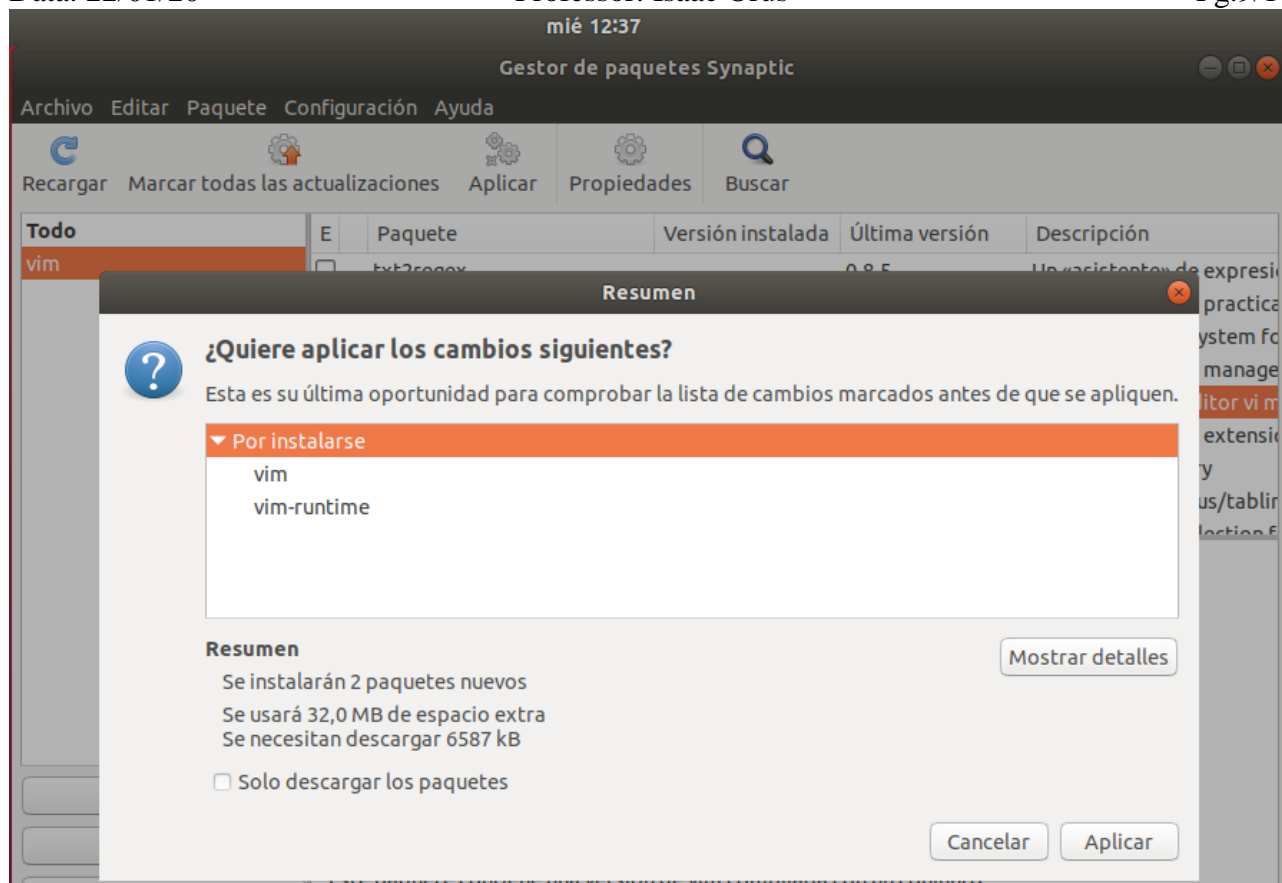 mié 12:37
Gestor de paquetes Synaptic
Archivo Editar Paquete Configuración Ayuda
Recargar Marcar todas las actualizaciones Aplicar Propiedades Buscar
Todo
E Paquete Versión instalada Última versión Descripción
vim
Resumen
¿Quiere aplicar los cambios siguientes?
Esta es su última oportunidad para comprobar la lista de cambios marcados antes de que se apliquen.
Por instalarse
vim
vim-runtime
Resumen
Mostrar detalles
Se instalarán 2 paquetes nuevos
Se usará 32,0 MB de espacio extra
Se necesitan descargar 6587 kB
Solo descargar los paquetes
Cancelar Aplicar